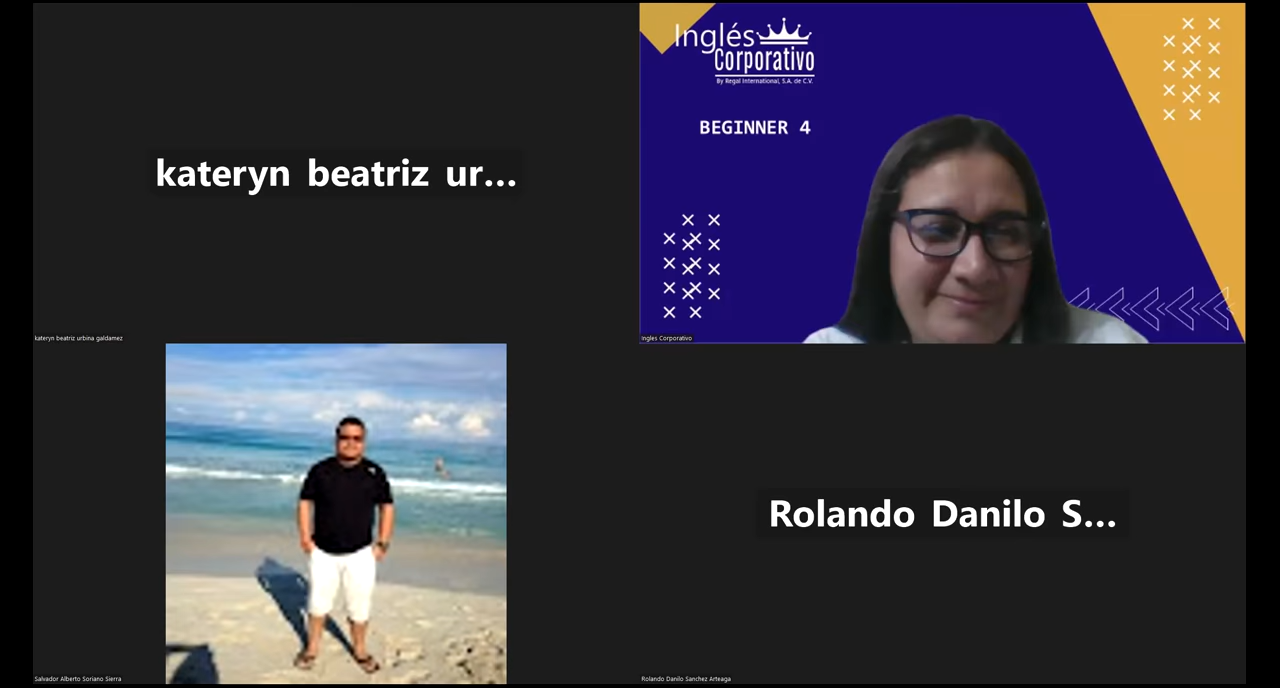 kateryn beatriz ur...
kateryn beatriz urbina galdamez
Inglés
Corporativo
By Regal International, S.A. de C.V.
BEGINNER 4
Ingles Corporativo
Salvador Alberto Soriano Sierra
Rolando Danilo S...
Rolando Danilo Sanchez Arteaga